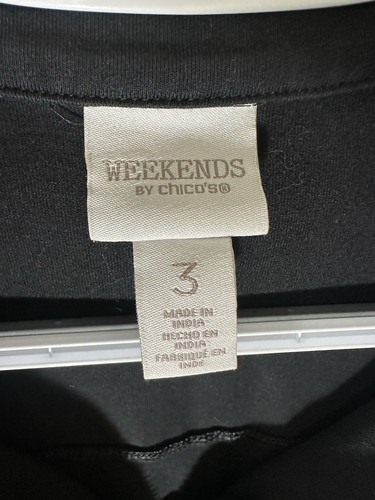 WEEKENDS
BY chico's®
3
MADE IN
INDIA
HECHO EN
INDIA
FABRIQUÉ EN
INDE